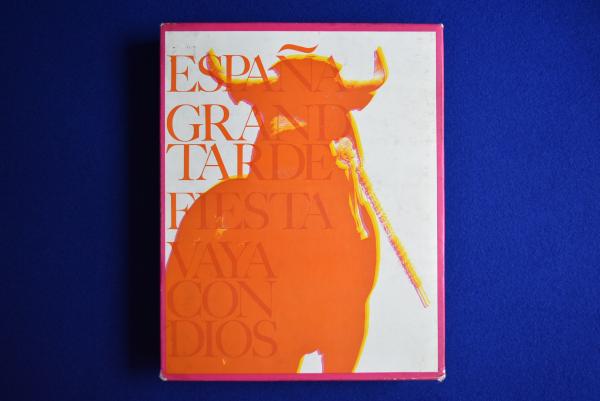 ESPAÑA
GRAND
TARDE
FIESTA
VAYA
CON
DIOS